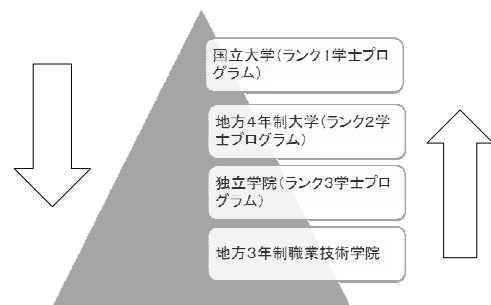 国立大学(ランク1学士プロ
グラム)
地方4年制大学(ランク2学
士プログラム)
独立学院(ランク3学士プロ
グラム)
地方3年制職業技術学院